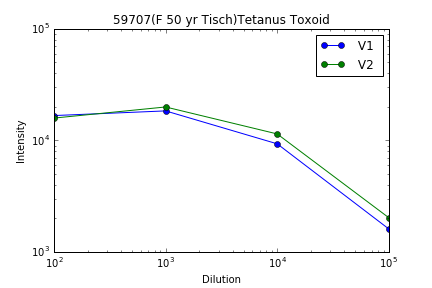 59707(F 50 yr Tisch)Tetanus Toxoid
10^5
V1
V2
Intensity
10^4
10^3
10^2 10^3 10^4 10^5
Dilution